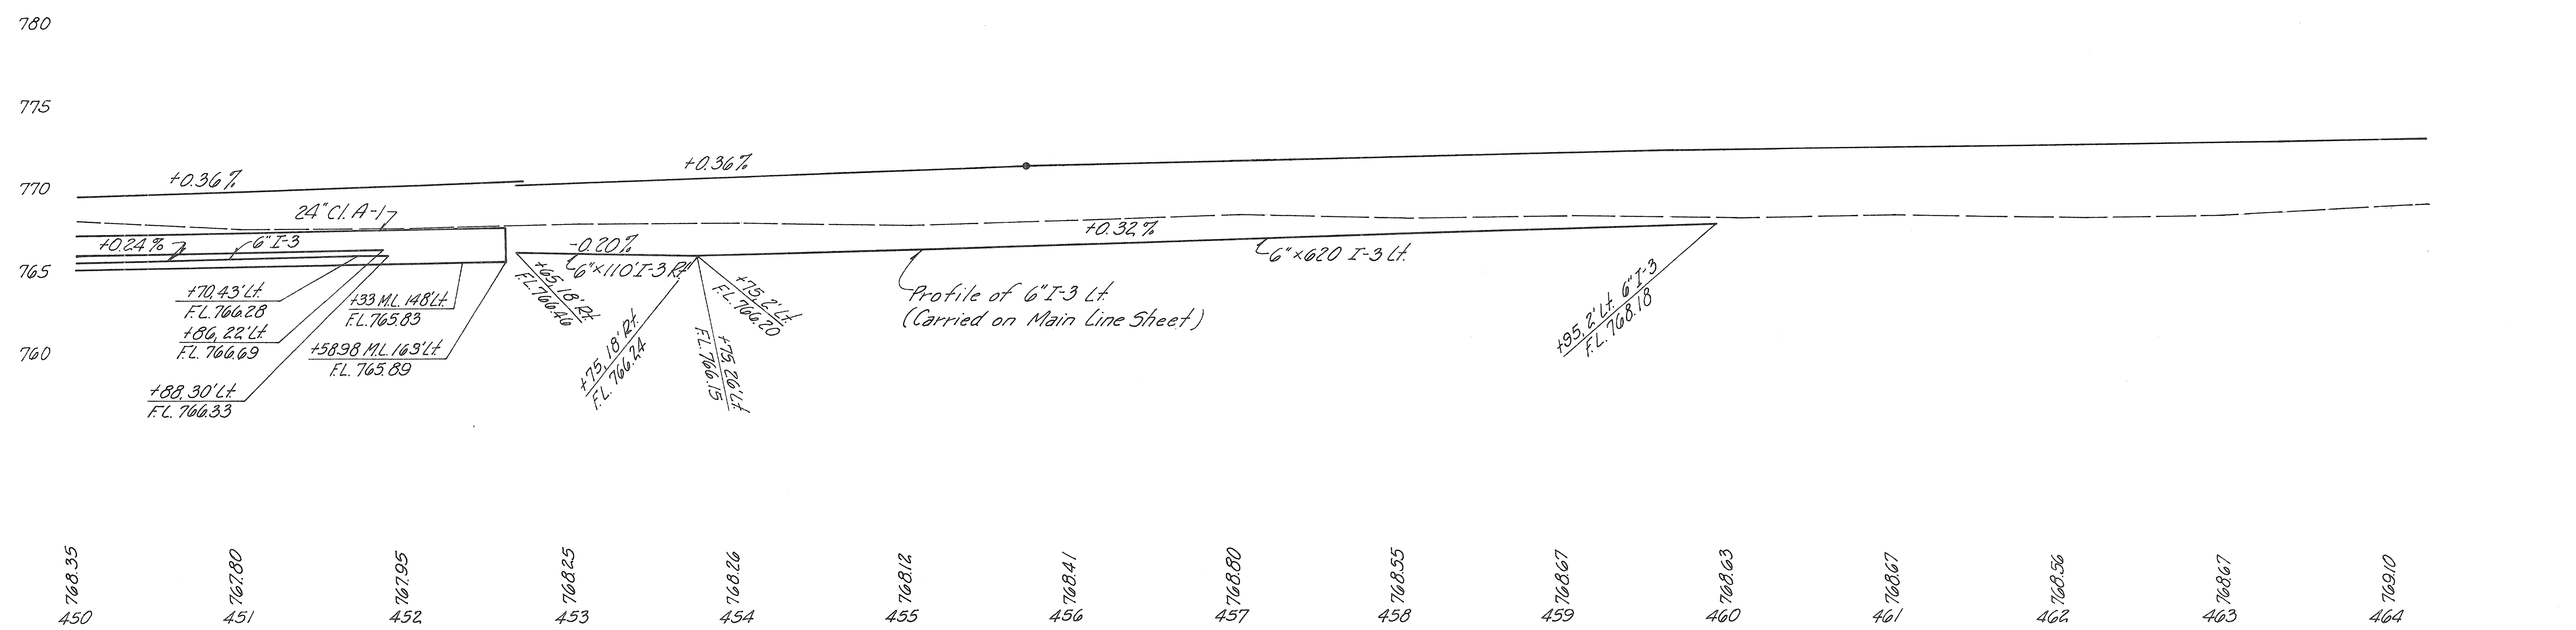 780
775
770
765
760
+0.36%
+0.36%
24" Cl. A-1
+0.24%
6" I-3
-0.20%
6"×110' I-3 Rt.
+0.32%
6"×620 I-3 Lt.
Profile of 6" I-3 Lt.
(Carried on Main Line Sheet)
+70, 43' Lt.
F.L. 766.28
+86, 22' Lt.
F.L. 766.69
+88, 30' Lt.
F.L. 766.33
+33 M.L. 148' Lt.
F.L. 765.83
+58.98 M.L. 163' Lt.
F.L. 765.89
+65, 18' Rt.
F.L. 766.46
+75, 18' Rt.
F.L. 766.24
+75, 26' Lt.
F.L. 766.15
+75, 2' Lt.
F.L. 766.20
+95, 2' Lt. 6" I-3
F.L. 768.18
768.35
767.80
767.95
768.25
768.26
768.12
768.41
768.80
768.55
768.67
768.63
768.67
768.56
768.67
769.10
450
451
452
453
454
455
456
457
458
459
460
461
462
463
464